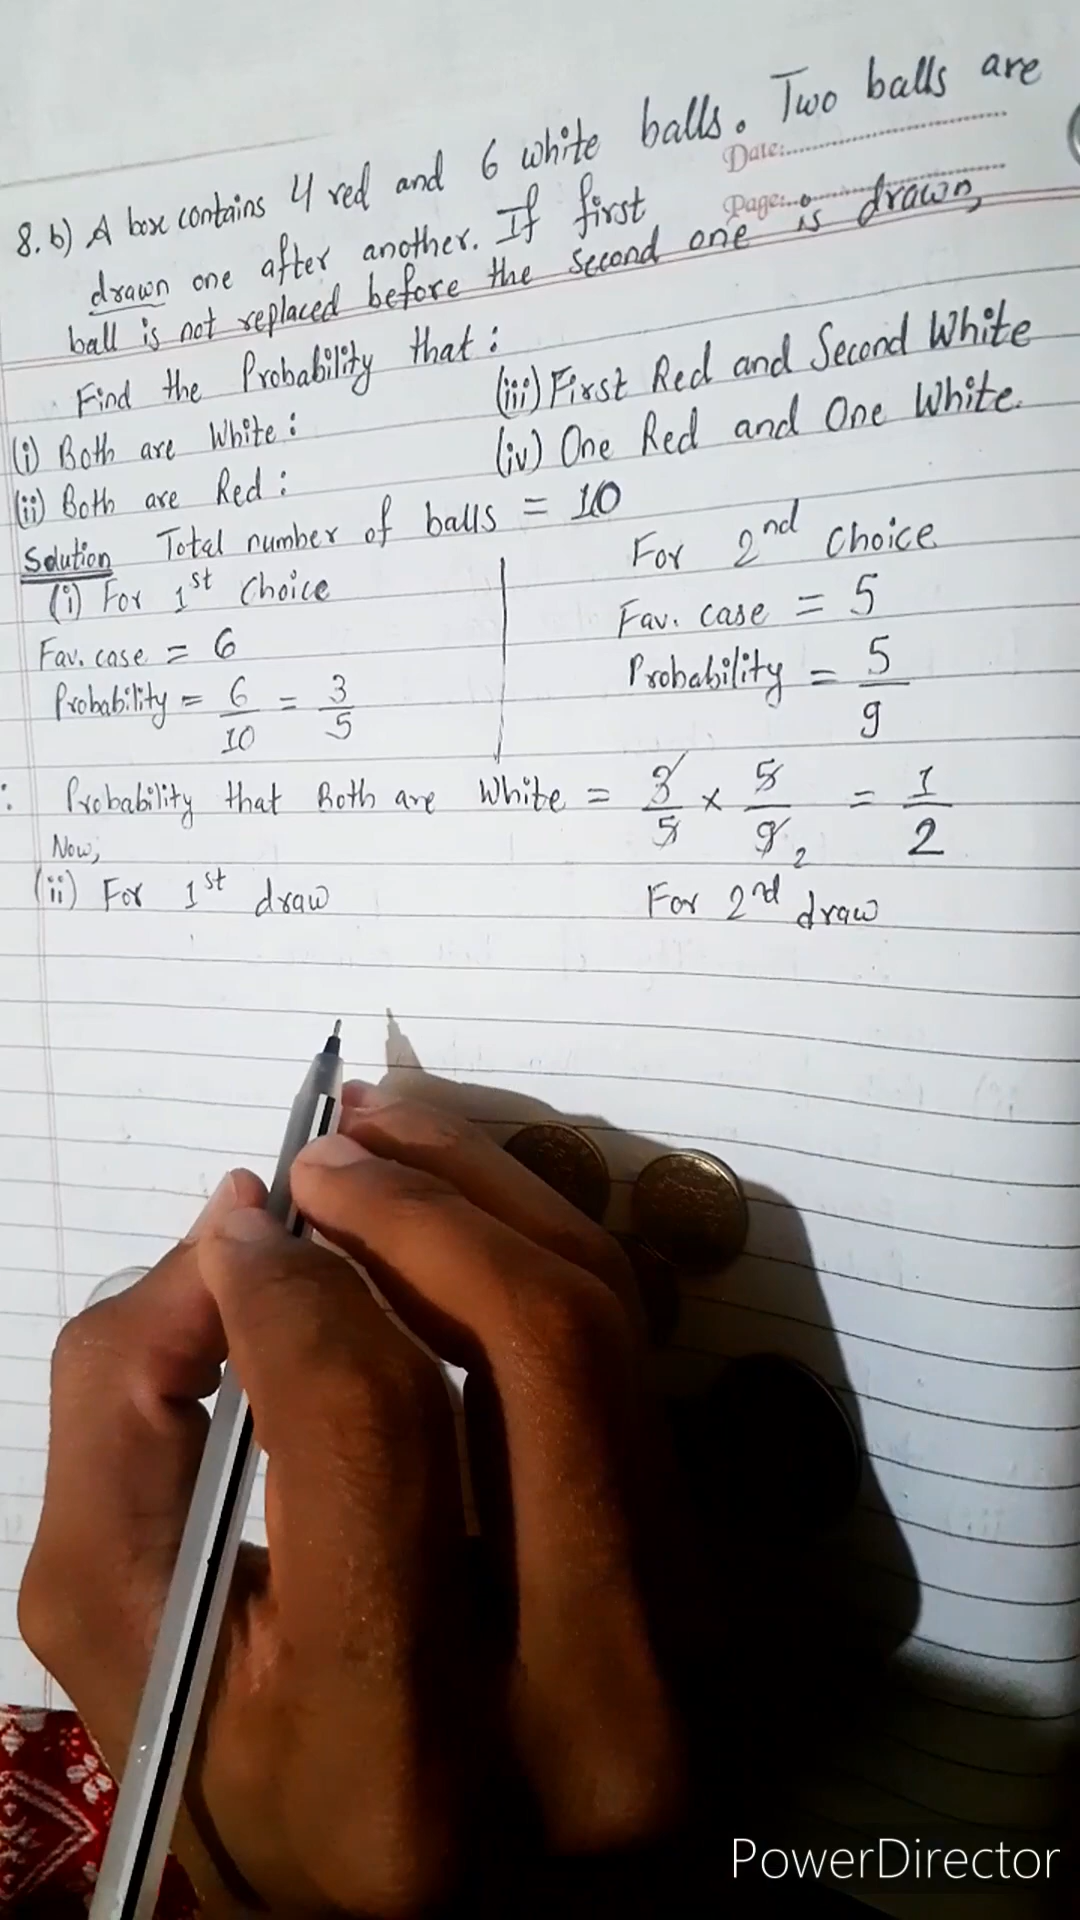 8. b) A box contains 4 red and 6 white balls. Two balls are
Date:
drawn one after another. If first
Page:
ball is not replaced before the second one is drawn,
Find the Probability that:
(i) Both are White:
(iii) First Red and Second White
(ii) Both are Red:
(iv) One Red and One White.
Solution Total number of balls = 10
(i) For 1st Choice
Fav. case = 6
Probability = 6/10 = 3/5
For 2nd Choice
Fav. case = 5
Probability = 5/9
: Probability that Both are White = 3/5 × 5/9 2 = 1/2
Now,
(ii) For 1st draw
For 2nd draw
PowerDirector